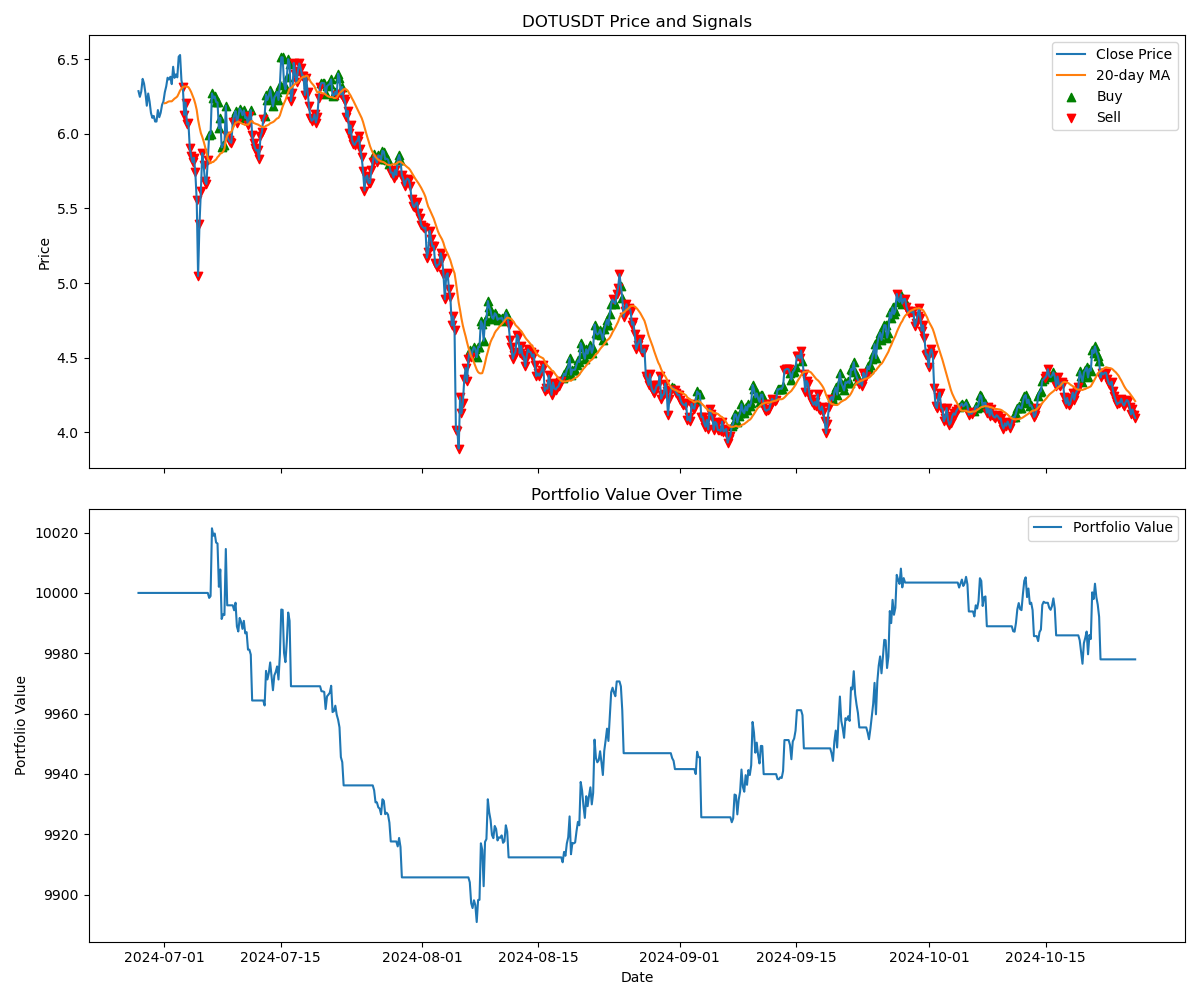 DOTUSDT Price and Signals
Close Price
20-day MA
Buy
Sell
6.5
6.0
5.5
5.0
4.5
4.0
Price
Portfolio Value Over Time
Portfolio Value
10020
10000
9980
9960
9940
9920
9900
Portfolio Value
2024-07-01 2024-07-15 2024-08-01 2024-08-15 2024-09-01 2024-09-15 2024-10-01 2024-10-15
Date